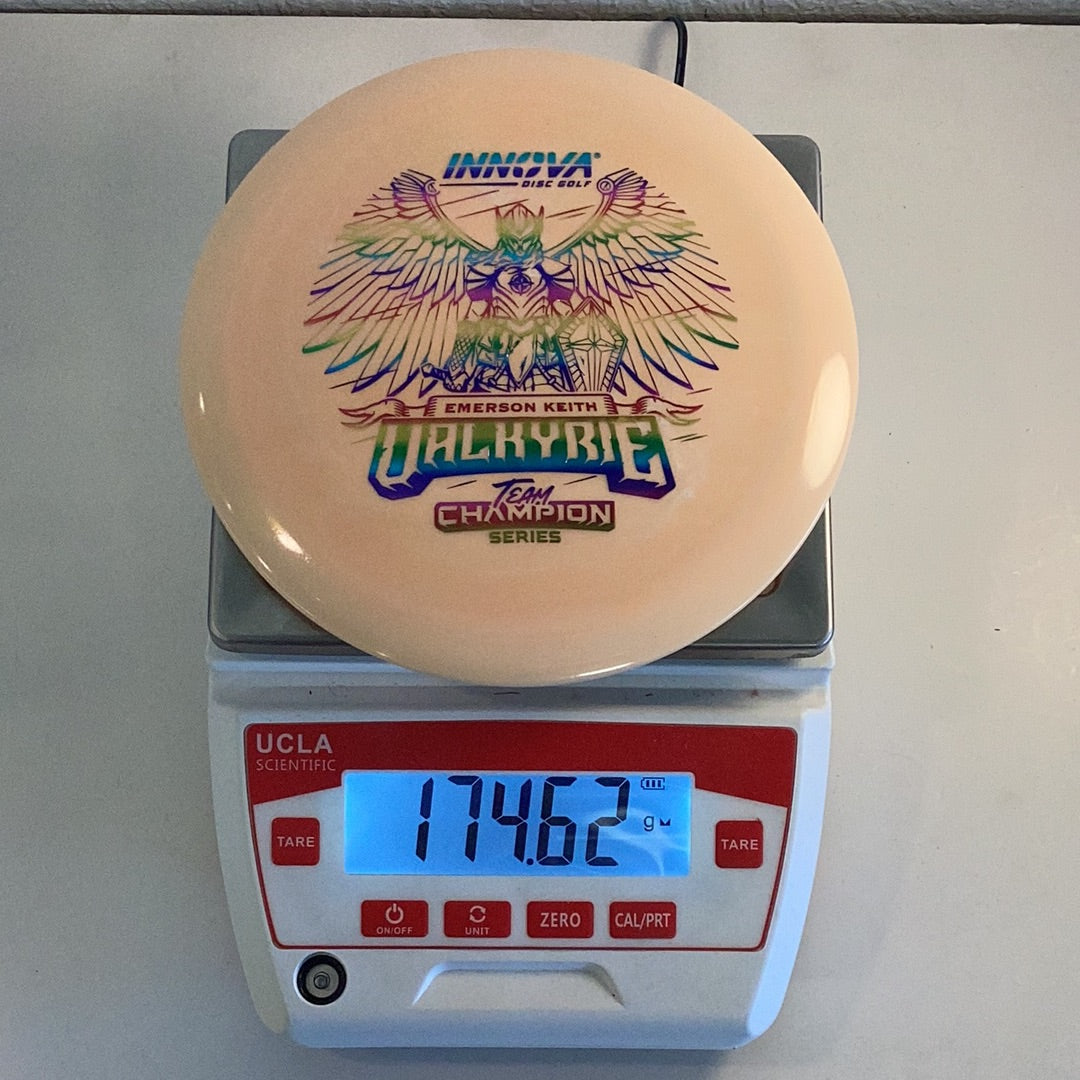 INNOVA®
DISC GOLF
EMERSON KEITH
VALKYRIE
TEAM
CHAMPION
SERIES
UCLA
SCIENTIFIC
174.62 g
TARE
TARE
ON/OFF
UNIT
ZERO
CAL/PRT